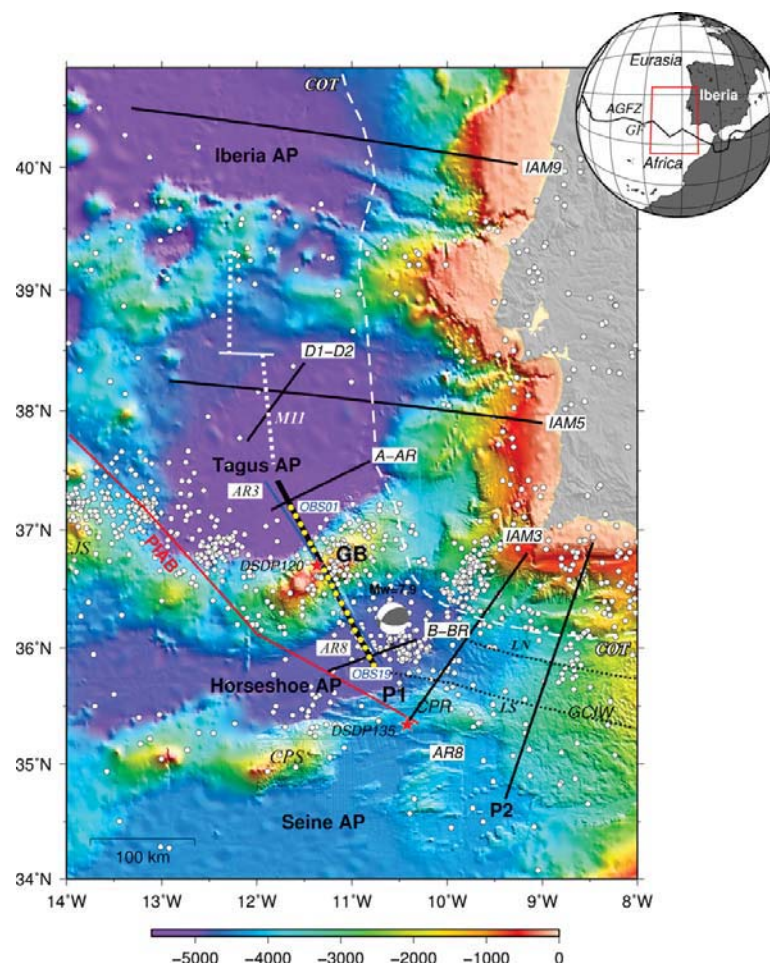 Eurasia
Iberia
AGFZ
GF
Africa
COT
40°N
Iberia AP
IAM9
39°N
D1–D2
38°N
M11
IAM5
Tagus AP
A–AR
AR3
OBS01
37°N
IAM3
JS
PIAB
GB
DSDP120
Mw=7.9
36°N
B–BR
AR8
LN
COT
OBS19
Horseshoe AP
P1
CPR
LS
GCIW
DSDP135
35°N
CPS
AR8
Seine AP
P2
100 km
34°N
14°W 13°W 12°W 11°W 10°W 9°W 8°W
−5000 −4000 −3000 −2000 −1000 0